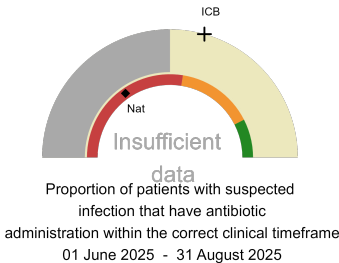 ICB
Nat
Insufficient
data
Proportion of patients with suspected
infection that have antibiotic
administration within the correct clinical timeframe
01 June 2025 - 31 August 2025